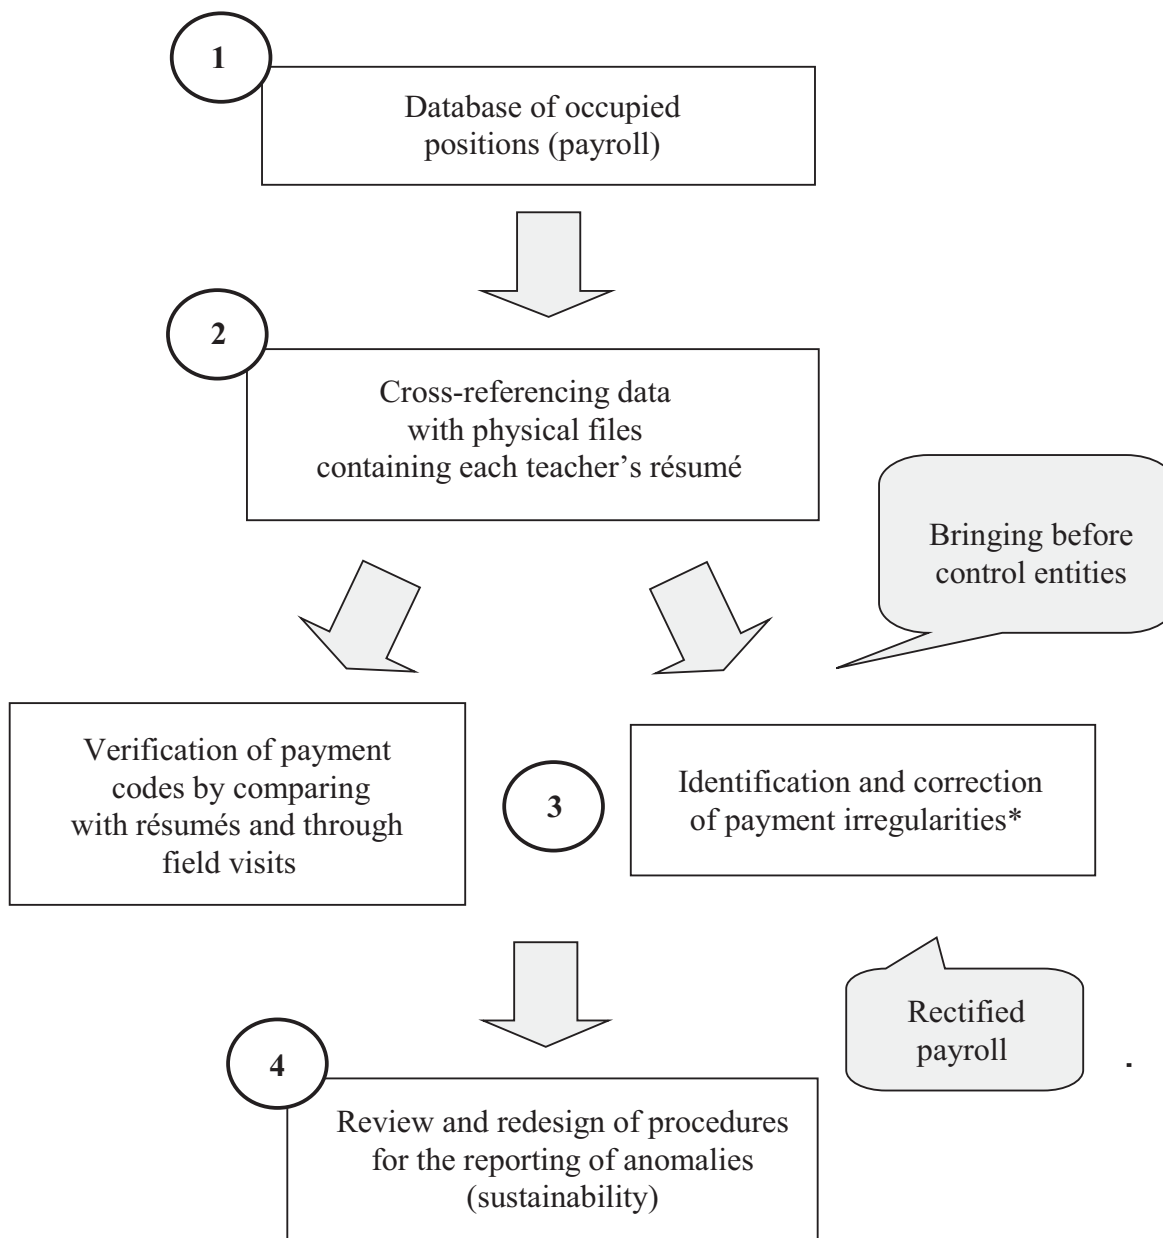 1
Database of occupied
positions (payroll)
2
Cross-referencing data
with physical files
containing each teacher’s résumé
Bringing before
control entities
Verification of payment
codes by comparing
with résumés and through
field visits
3
Identification and correction
of payment irregularities*
Rectified
payroll
.
4
Review and redesign of procedures
for the reporting of anomalies
(sustainability)